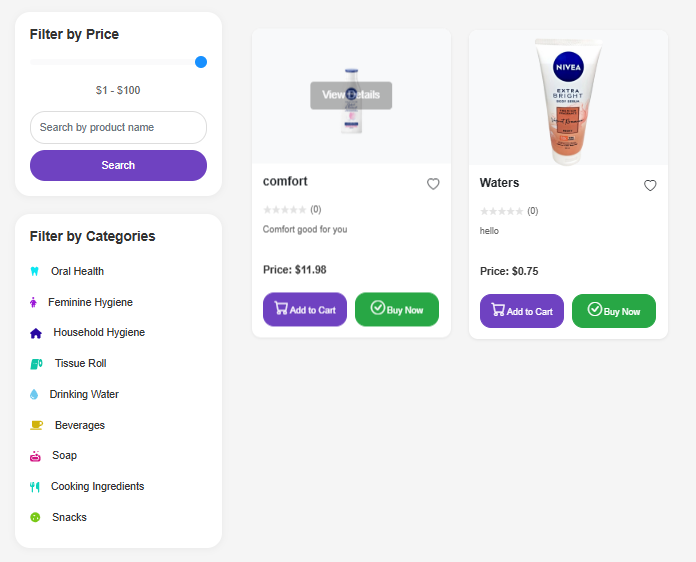 Filter by Price
$1 - $100
Search by product name
Search
Filter by Categories
Oral Health
Feminine Hygiene
Household Hygiene
Tissue Roll
Drinking Water
Beverages
Soap
Cooking Ingredients
Snacks
View Details
comfort
(0)
Comfort good for you
Price: $11.98
Add to Cart
Buy Now
NIVEA
EXTRA
BRIGHT
BODY SERUM
Waters
(0)
hello
Price: $0.75
Add to Cart
Buy Now